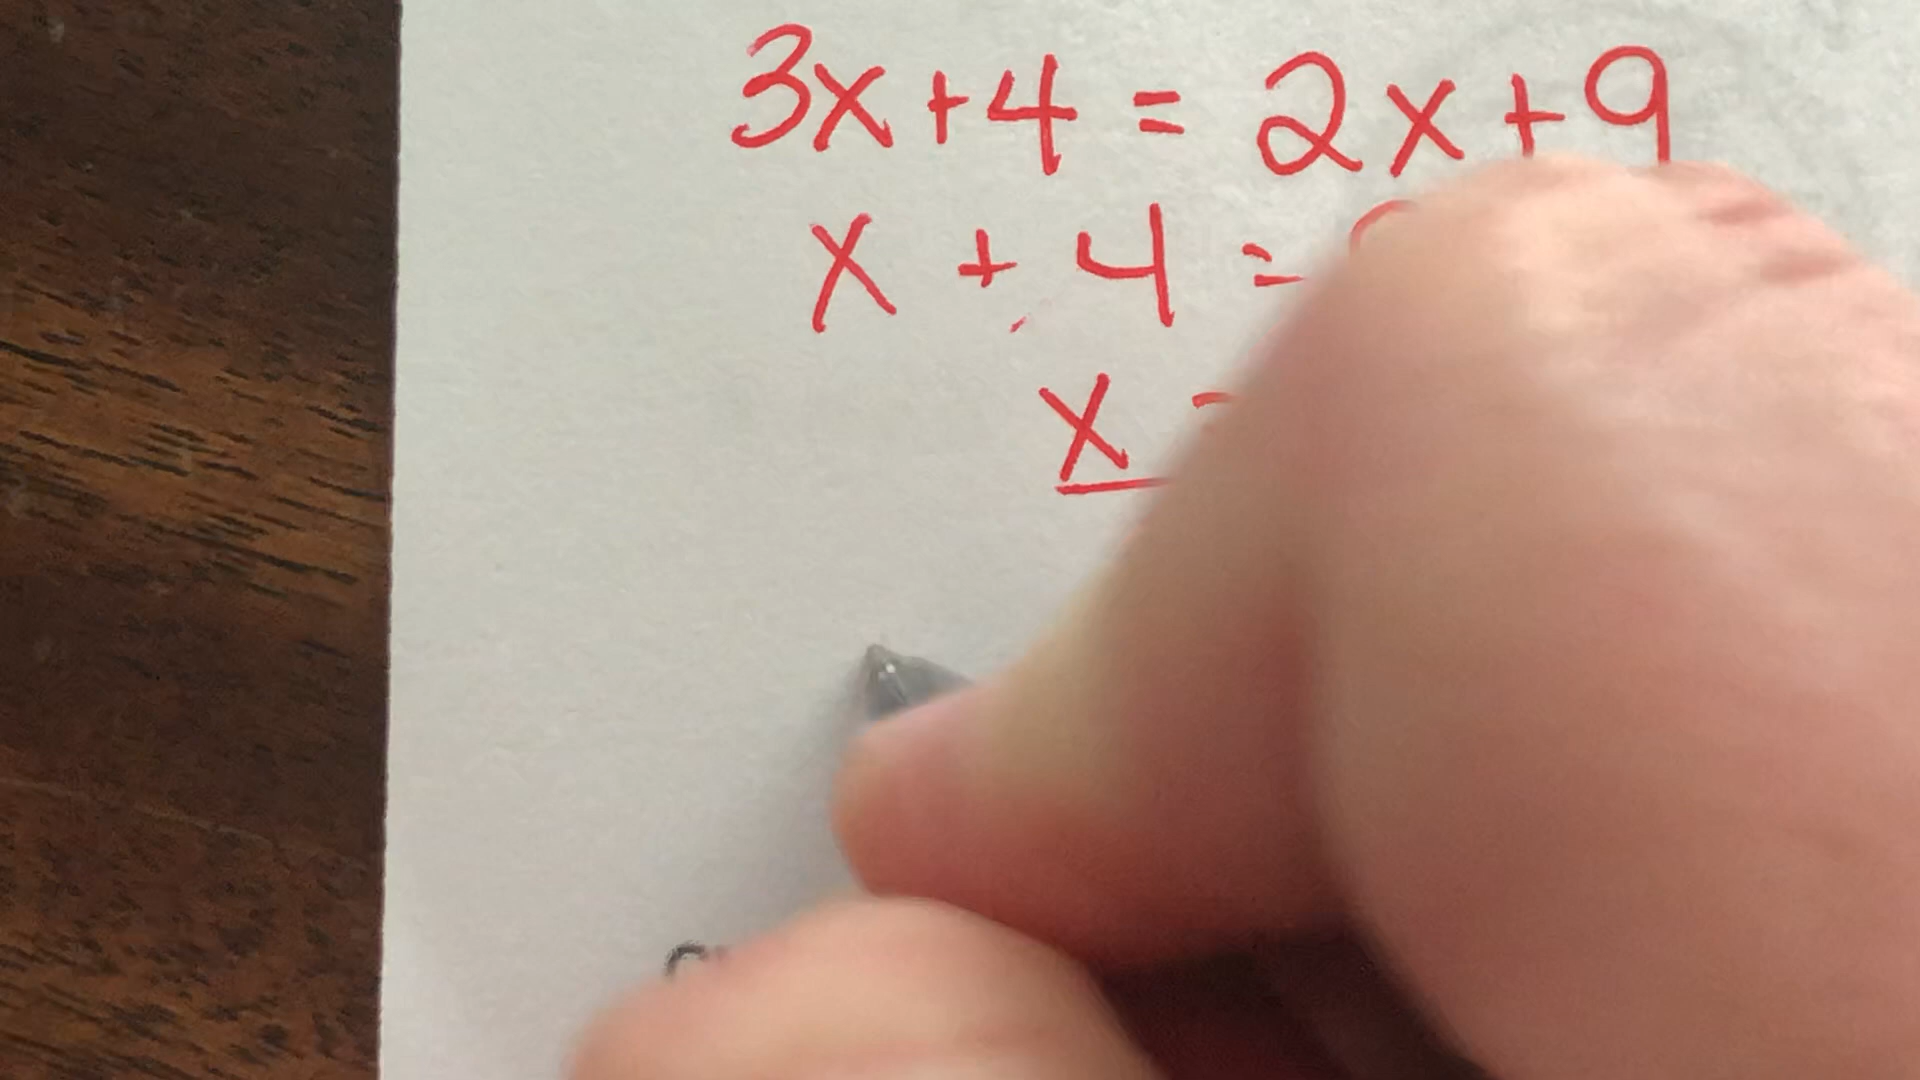 3x+4 = 2x+9
x + 4 =
x =